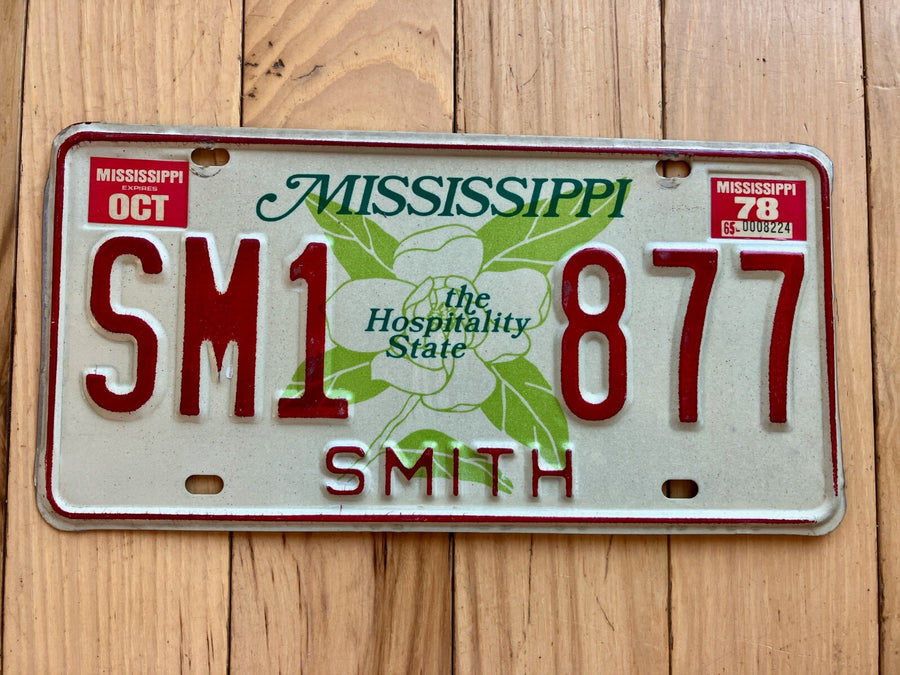 MISSISSIPPI
EXPIRES
OCT
MISSISSIPPI
MISSISSIPPI
78
65-0008224
SM1 877
the
Hospitality
State
SMITH